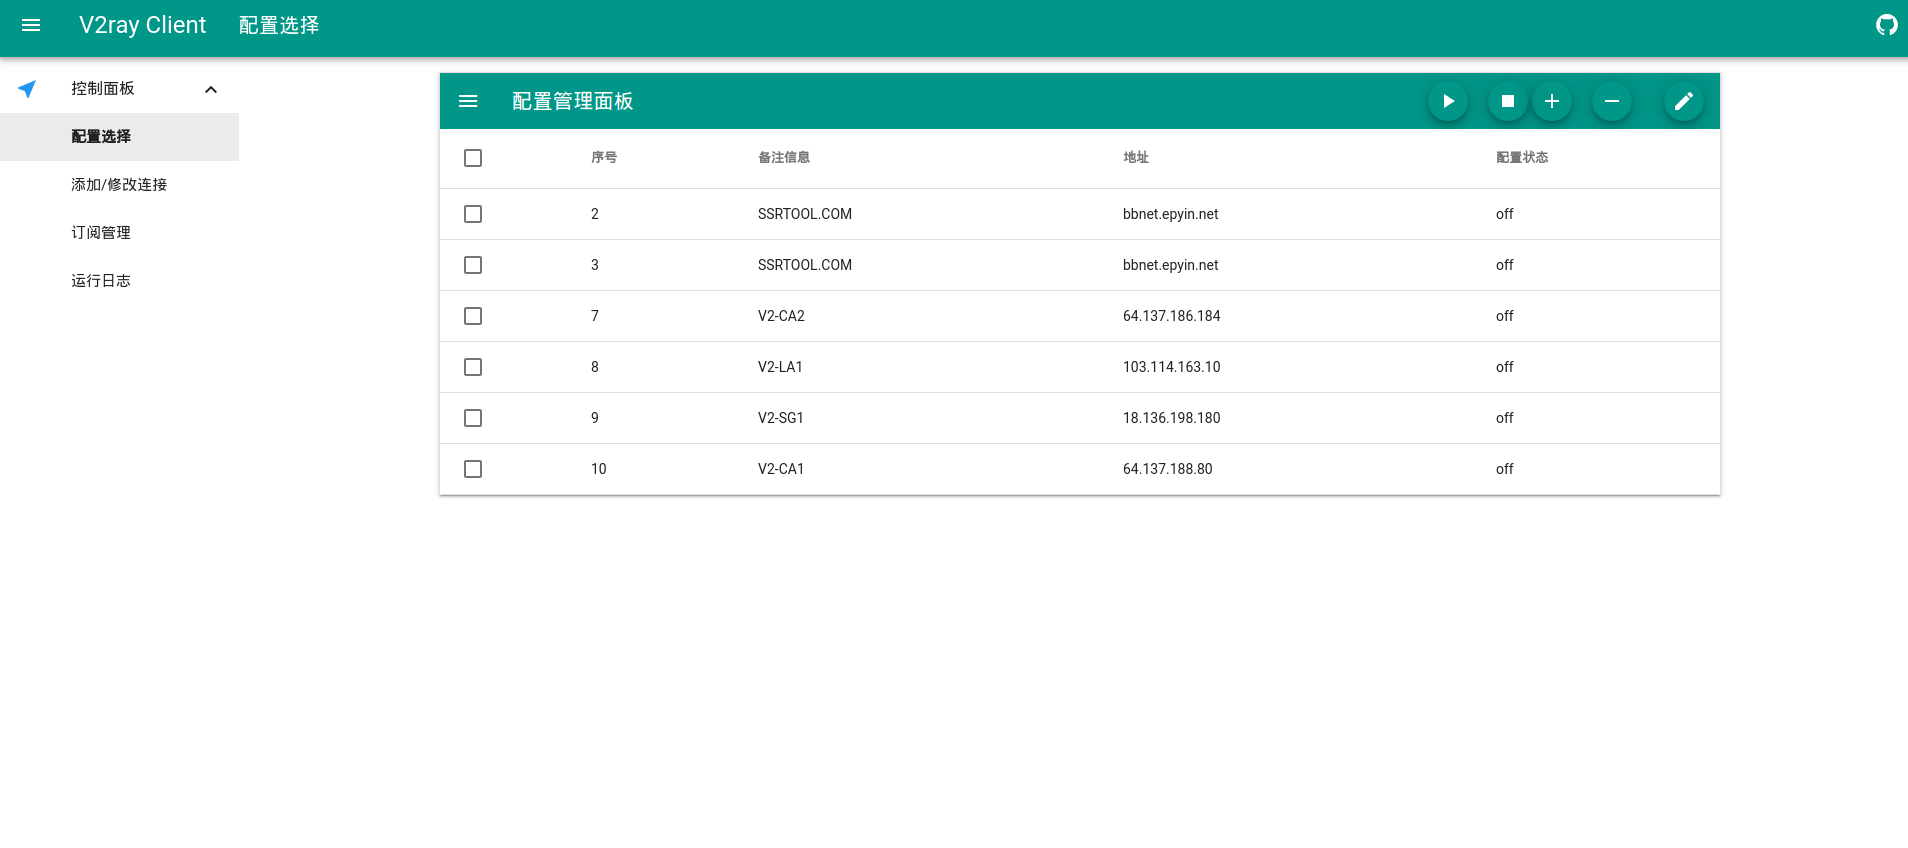 V2ray Client 配置选择
控制面板
配置选择
添加/修改连接
订阅管理
运行日志
配置管理面板
序号 备注信息 地址 配置状态
2 SSRTOOL.COM bbnet.epyin.net off
3 SSRTOOL.COM bbnet.epyin.net off
7 V2-CA2 64.137.186.184 off
8 V2-LA1 103.114.163.10 off
9 V2-SG1 18.136.198.180 off
10 V2-CA1 64.137.188.80 off